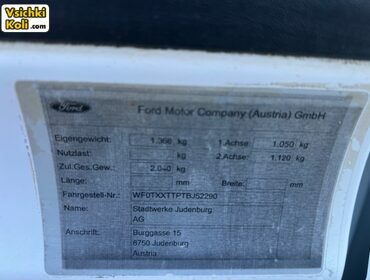 Vsichki
Koli .com
Ford
Ford Motor Company (Austria) GmbH
Eigengewicht: 1.366 kg 1.Achse: 1.050 kg
Nutzlast: kg 2.Achse: 1.120 kg
Zul.Ges.Gew.: 2.040 kg
Länge: mm Breite: mm
Fahrgestell-Nr.: WF0TXXTTPTBJ52290
Name: Stadtwerke Judenburg
AG
Anschrift: Burggasse 15
8750 Judenburg
Austria